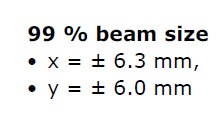 99 % beam size
• x = ± 6.3 mm,
• y = ± 6.0 mm